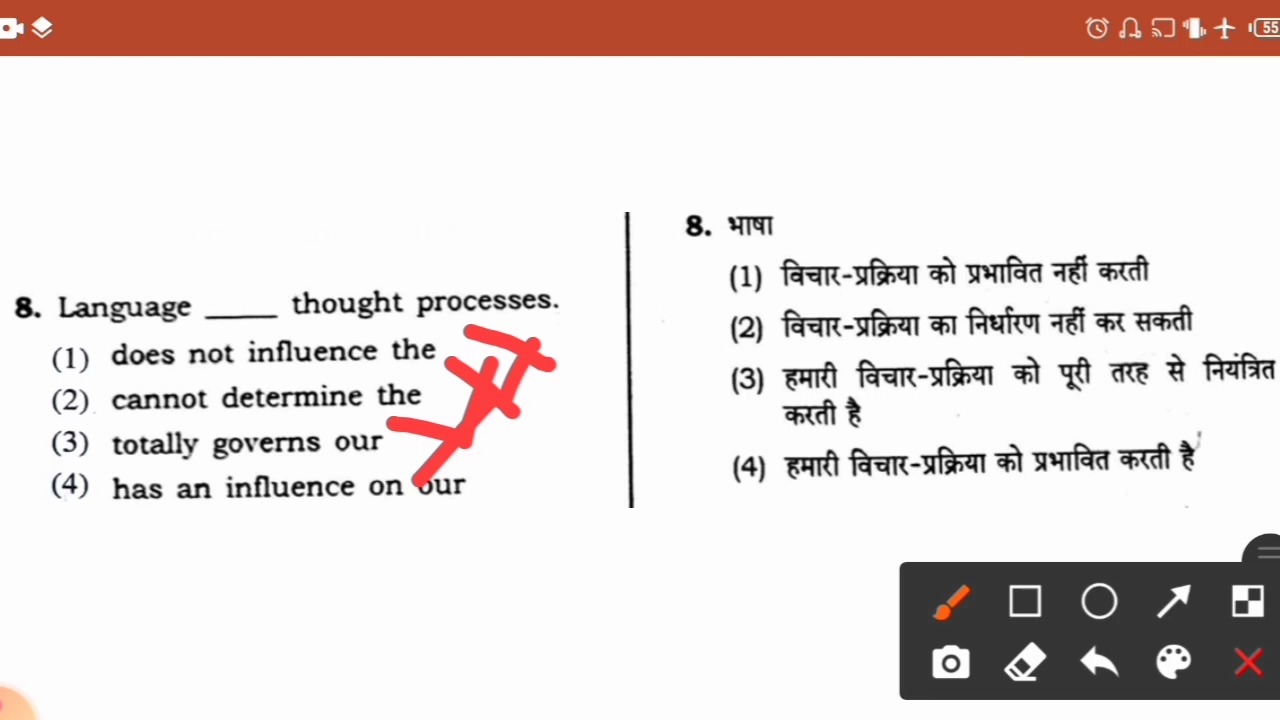 55
8. Language _____ thought processes.
(1) does not influence the
(2) cannot determine the
(3) totally governs our
(4) has an influence on our
8. भाषा
(1) विचार-प्रक्रिया को प्रभावित नहीं करती
(2) विचार-प्रक्रिया का निर्धारण नहीं कर सकती
(3) हमारी विचार-प्रक्रिया को पूरी तरह से नियंत्रित
करती है
(4) हमारी विचार-प्रक्रिया को प्रभावित करती है